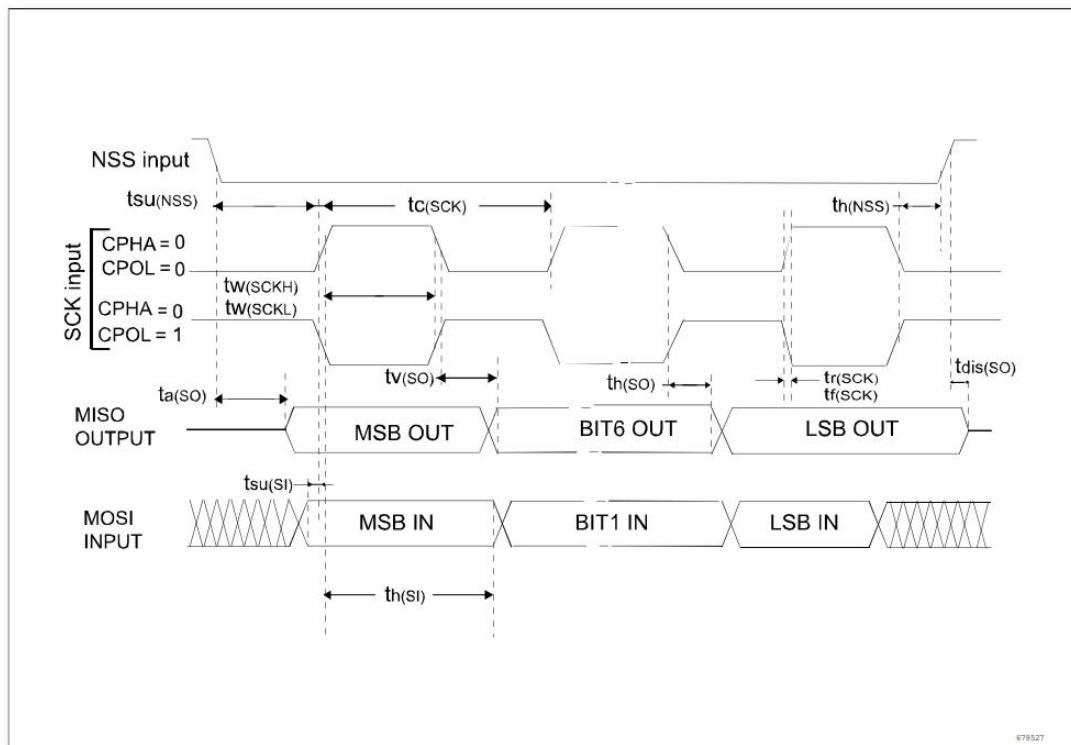 NSS input
tsu(NSS)
tc(SCK)
th(NSS)
SCK input
CPHA = 0
CPOL = 0
tw(SCKH)
CPHA = 0
tw(SCKL)
CPOL = 1
tv(SO)
th(SO)
tr(SCK)
tf(SCK)
tdis(SO)
ta(SO)
MISO
OUTPUT
MSB OUT
BIT6 OUT
LSB OUT
tsu(SI)
MOSI
INPUT
MSB IN
BIT1 IN
LSB IN
th(SI)
679527